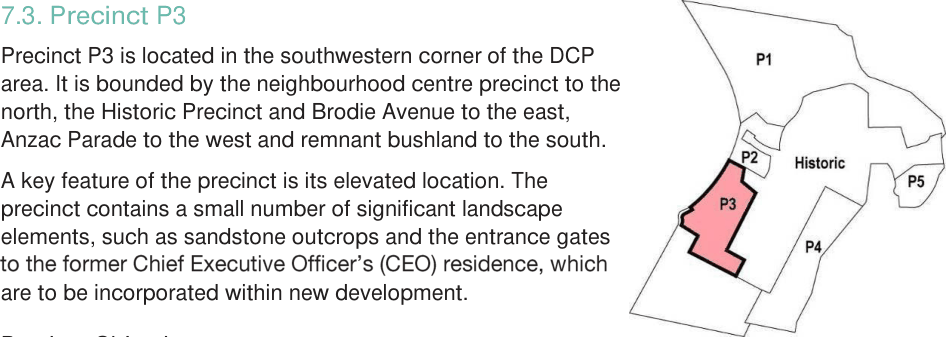 7.3. Precinct P3
Precinct P3 is located in the southwestern corner of the DCP
area. It is bounded by the neighbourhood centre precinct to the
north, the Historic Precinct and Brodie Avenue to the east,
Anzac Parade to the west and remnant bushland to the south.
A key feature of the precinct is its elevated location. The
precinct contains a small number of significant landscape
elements, such as sandstone outcrops and the entrance gates
to the former Chief Executive Officer's (CEO) residence, which
are to be incorporated within new development.
P1
P2
Historic
P5
P3
P4